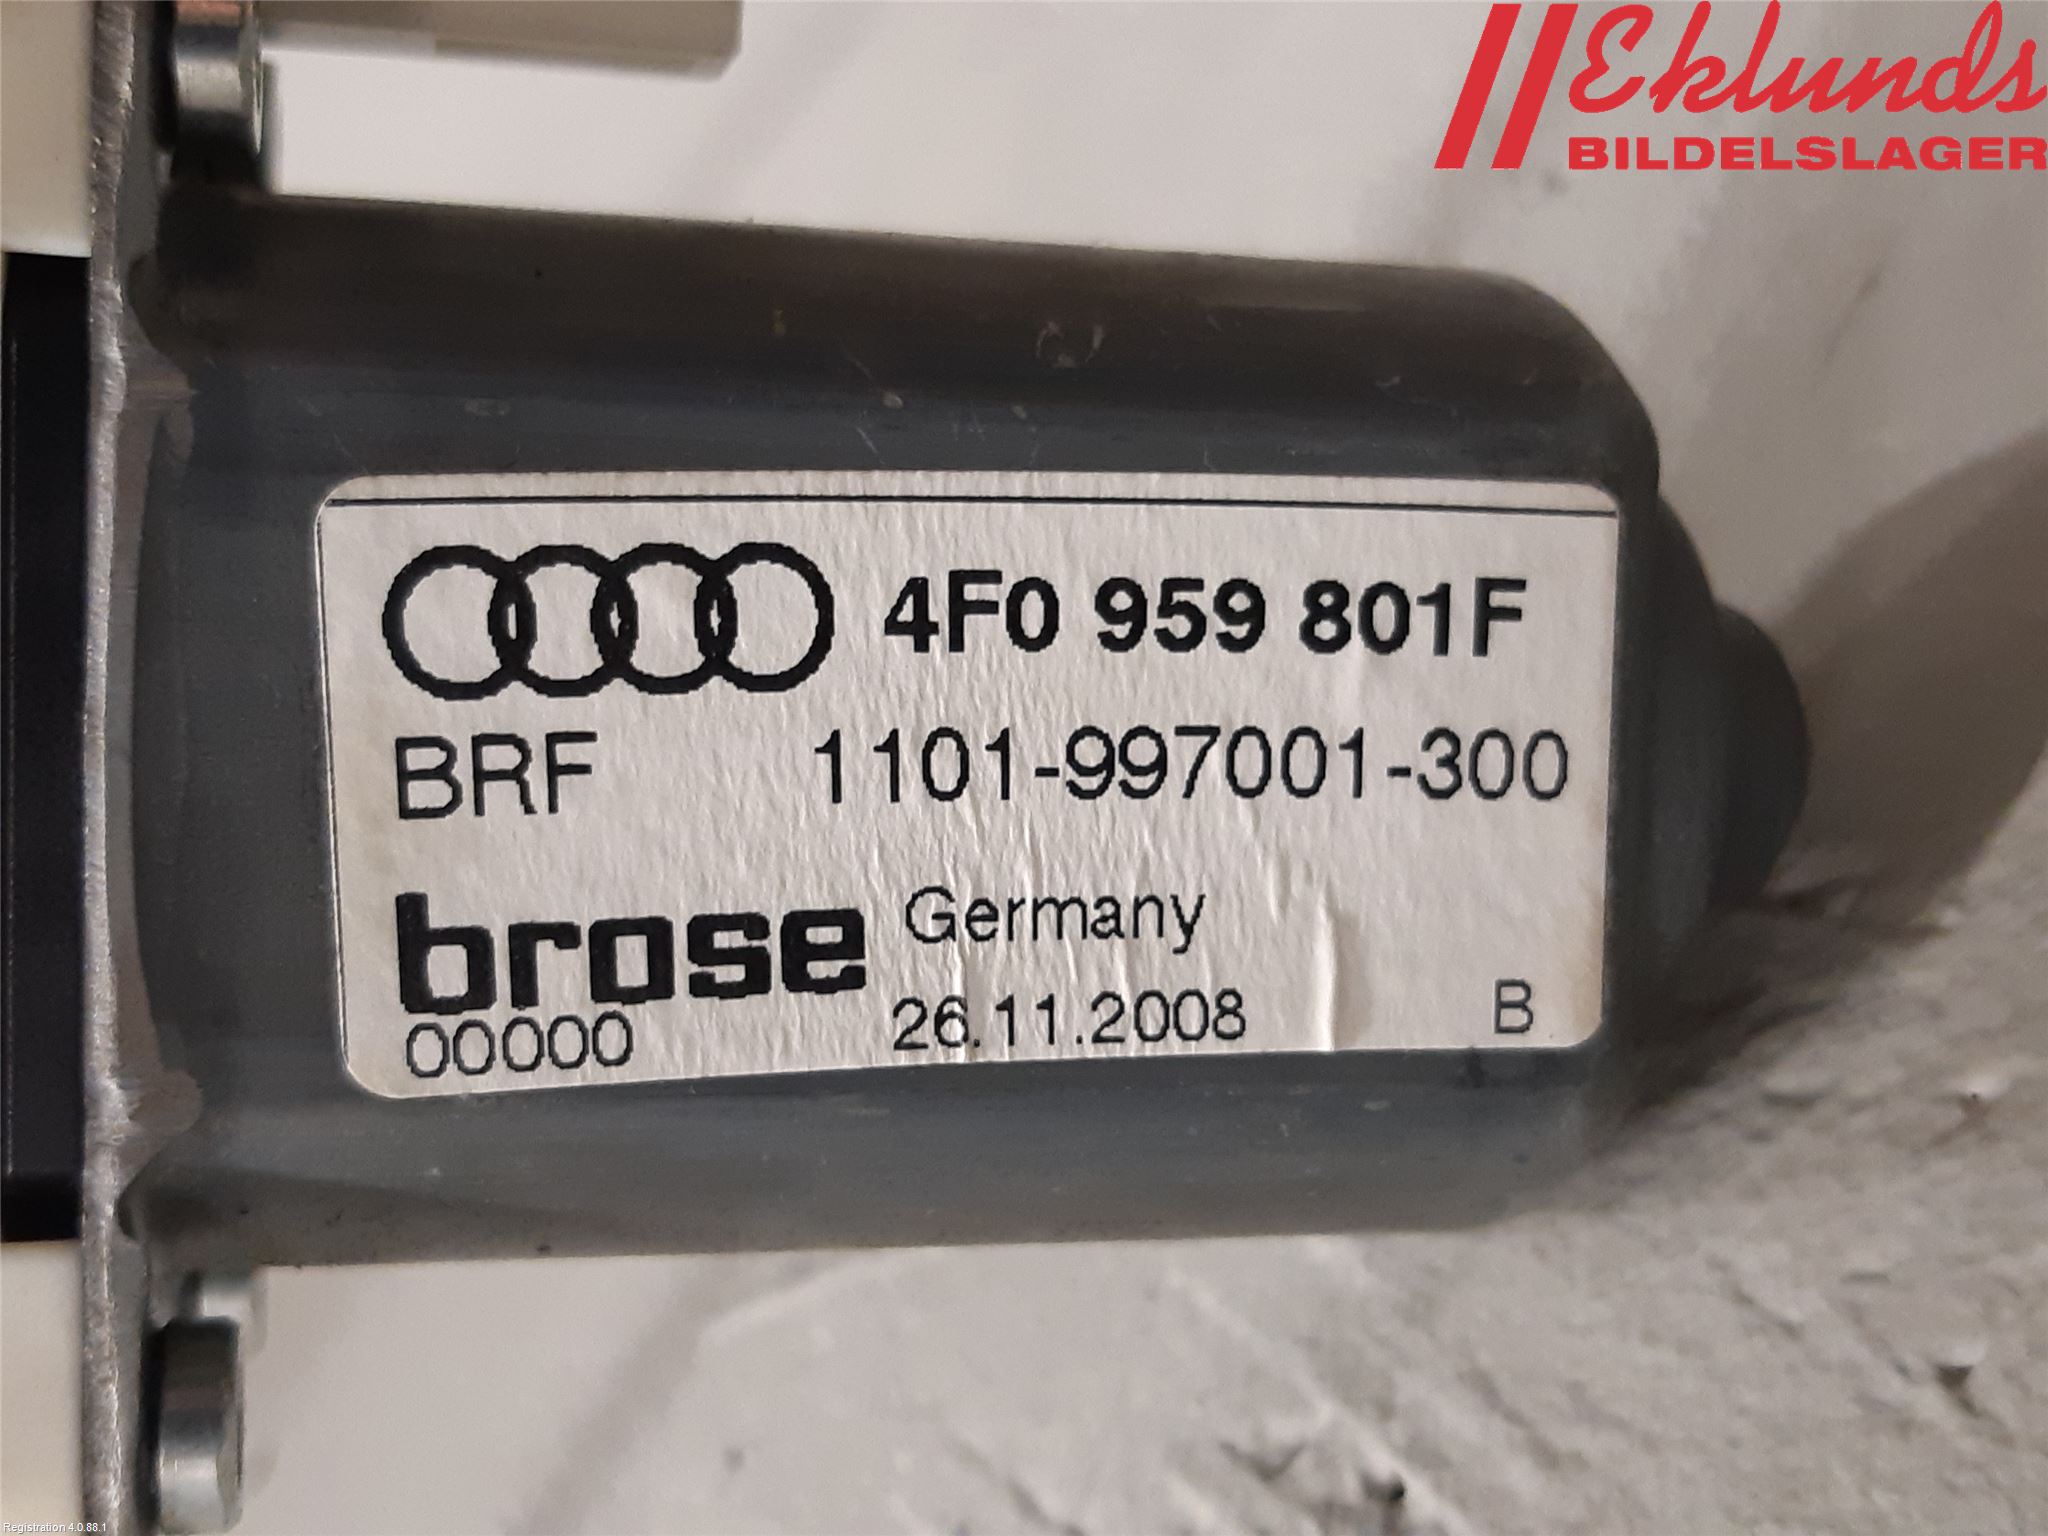 Eklunds
BILDELSLAGER
4F0 959 801F
BRF 1101-997001-300
brose Germany
00000 26.11.2008 B
Registration 4.0.88.1